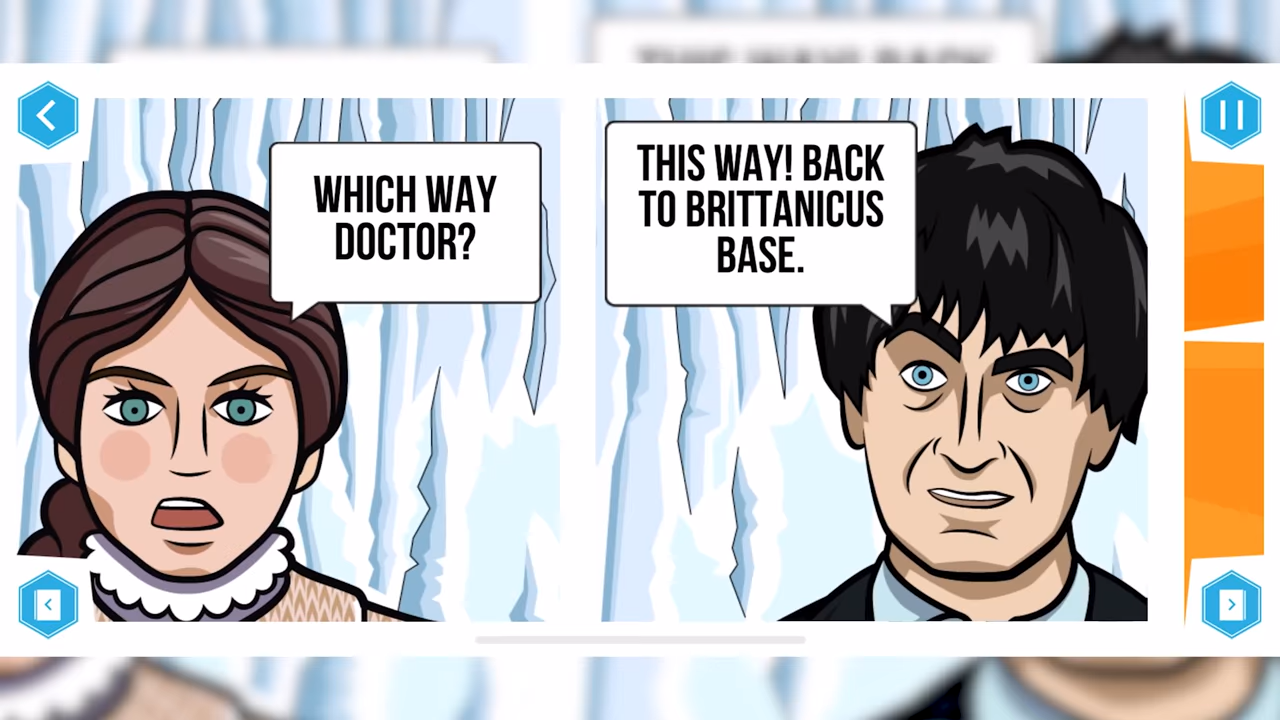 WHICH WAY
DOCTOR?
THIS WAY! BACK
TO BRITTANICUS
BASE.